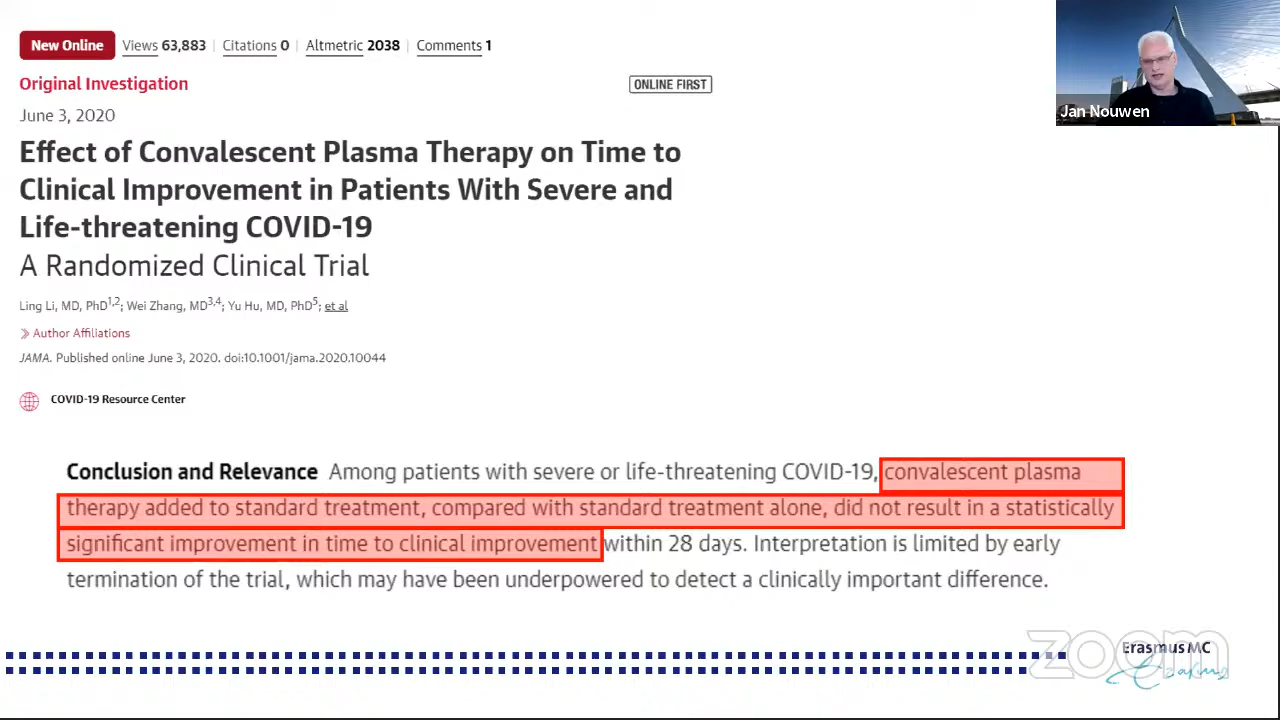 New Online Views 63,883 Citations 0 Altmetric 2038 Comments 1
Original Investigation ONLINE FIRST
June 3, 2020
Effect of Convalescent Plasma Therapy on Time to
Clinical Improvement in Patients With Severe and
Life-threatening COVID-19
A Randomized Clinical Trial
Ling Li, MD, PhD1,2; Wei Zhang, MD3,4; Yu Hu, MD, PhD5; et al
Author Affiliations
JAMA. Published online June 3, 2020. doi:10.1001/jama.2020.10044
COVID-19 Resource Center
Jan Nouwen
Conclusion and Relevance Among patients with severe or life-threatening COVID-19, convalescent plasma
therapy added to standard treatment, compared with standard treatment alone, did not result in a statistically
significant improvement in time to clinical improvement within 28 days. Interpretation is limited by early
termination of the trial, which may have been underpowered to detect a clinically important difference.
zoom
Erasmus MC
Erasmus